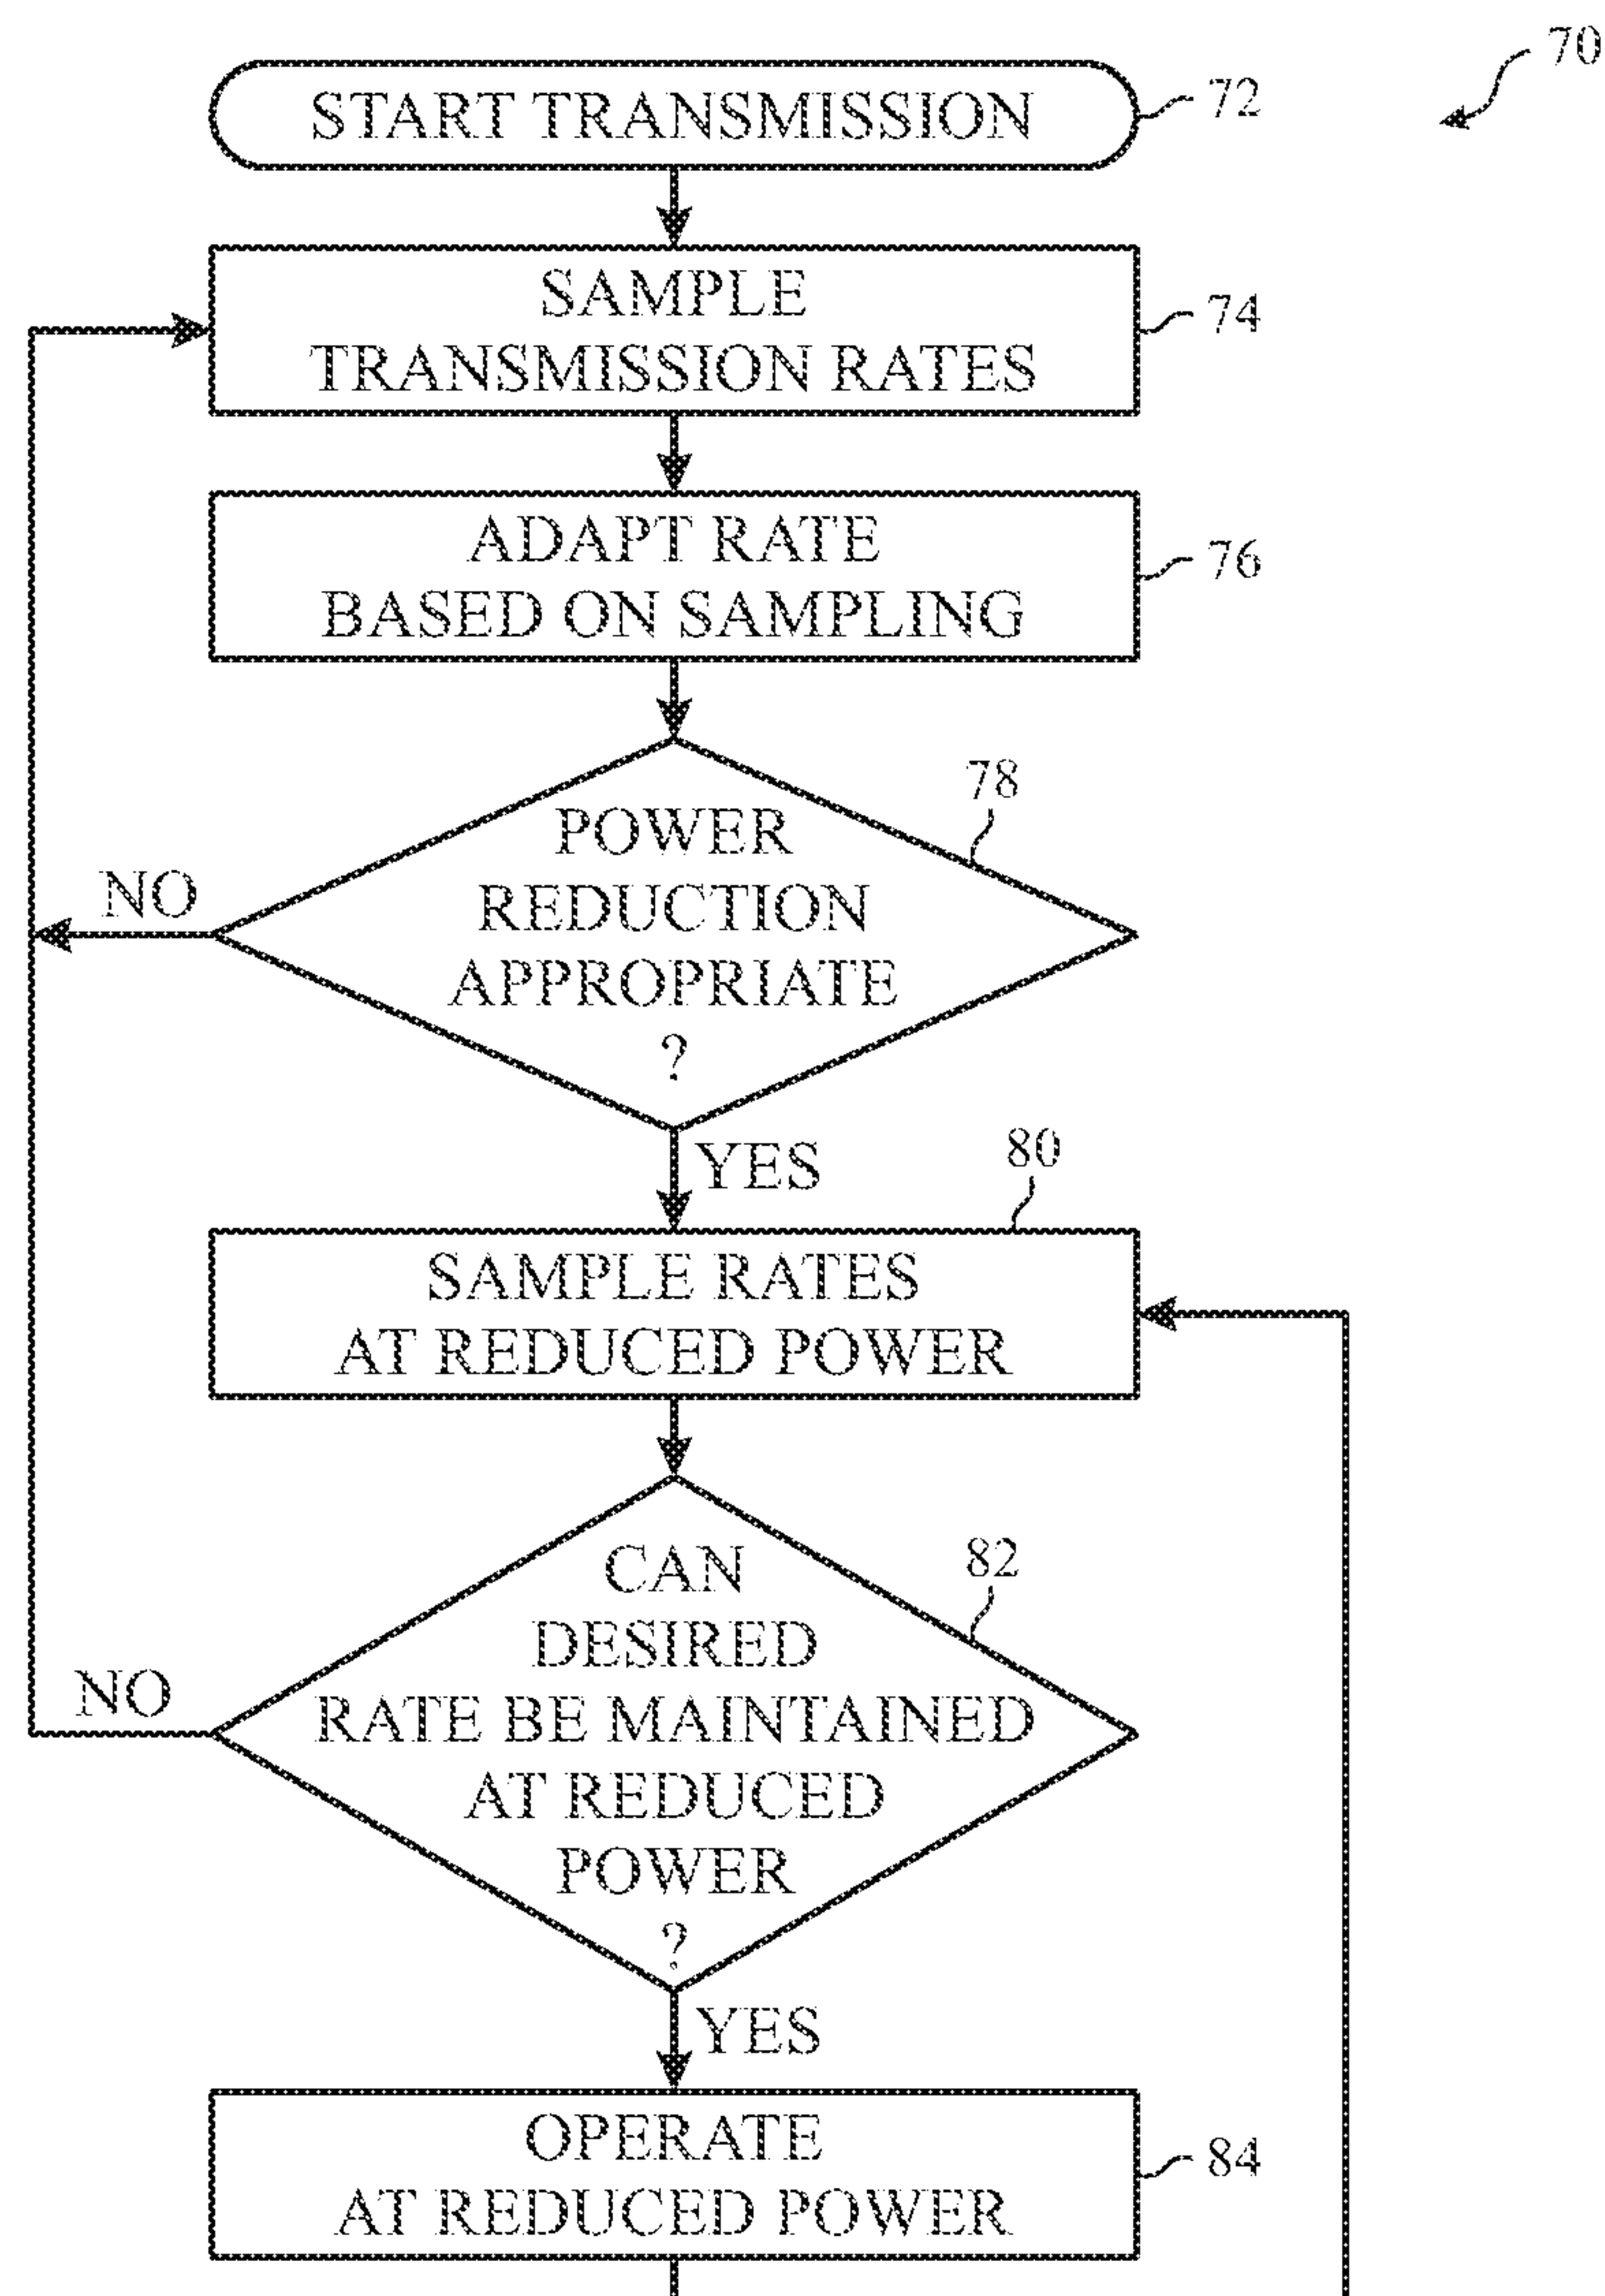 70
START TRANSMISSION
72
SAMPLE
TRANSMISSION RATES
74
ADAPT RATE
BASED ON SAMPLING
76
78
POWER
REDUCTION
APPROPRIATE
?
NO
YES
80
SAMPLE RATES
AT REDUCED POWER
82
CAN
DESIRED
RATE BE MAINTAINED
AT REDUCED
POWER
?
NO
YES
OPERATE
AT REDUCED POWER
84